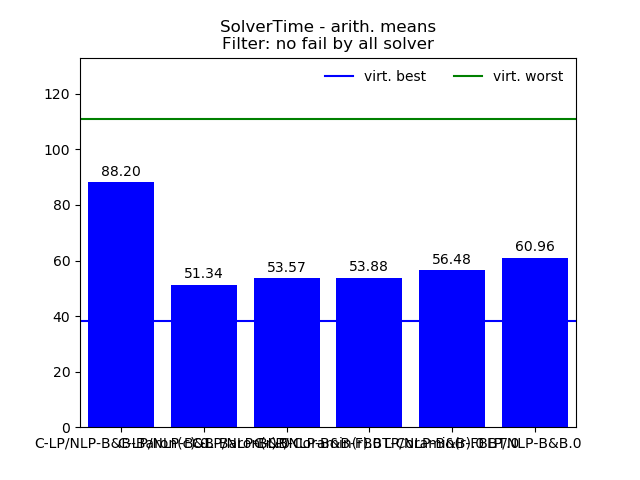 SolverTime - arith. means
Filter: no fail by all solver
virt. best virt. worst
120
100
80
60
40
20
0
88.20
51.34
53.57
53.88
56.48
60.96
C-LP/NLP-B&B
NLP-B&B.0